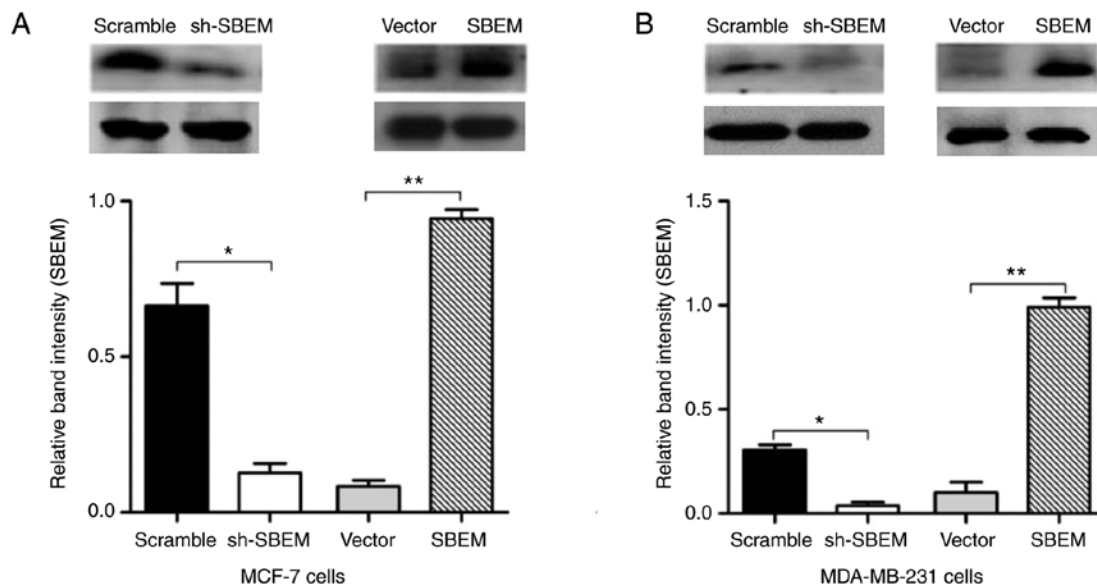 A
Scramble sh-SBEM
Vector SBEM
Relative band intensity (SBEM)
1.0
0.5
0.0
*
**
Scramble sh-SBEM Vector SBEM
MCF-7 cells
B
Scramble sh-SBEM
Vector SBEM
Relative band intensity (SBEM)
1.5
1.0
0.5
0.0
*
**
Scramble sh-SBEM Vector SBEM
MDA-MB-231 cells